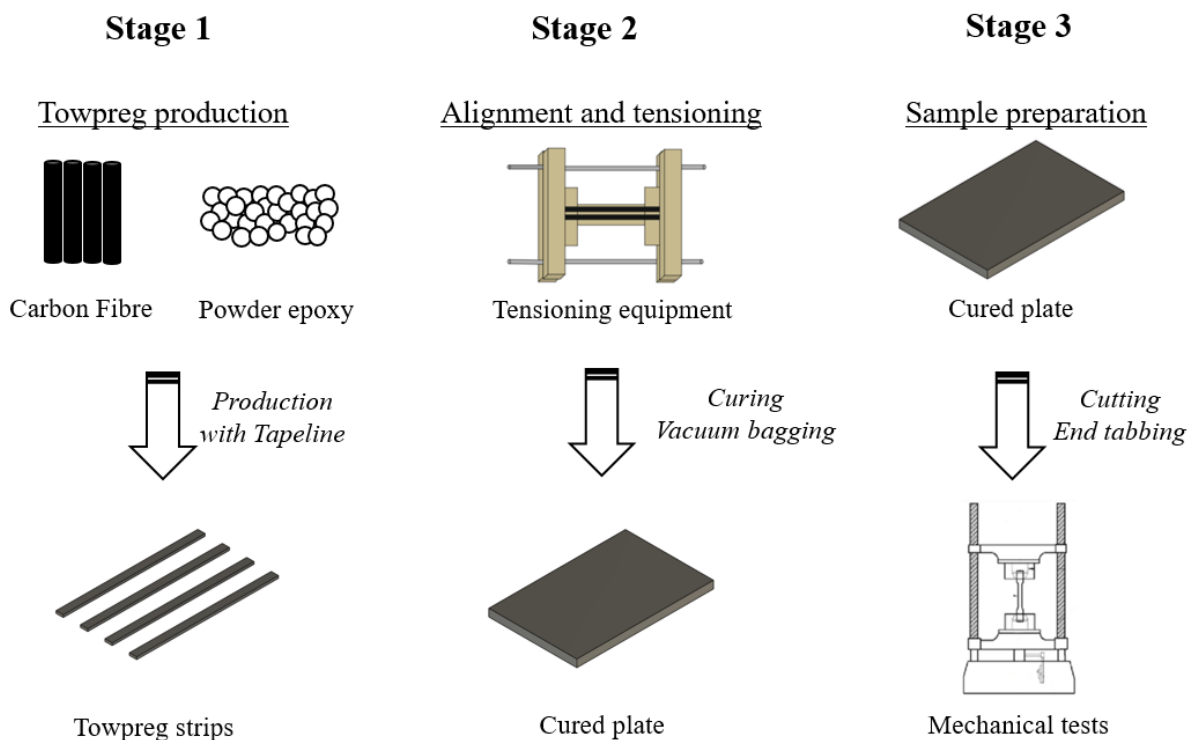 Stage 1
Towpreg production
Carbon Fibre
Powder epoxy
Production
with Tapeline
Towpreg strips
Stage 2
Alignment and tensioning
Tensioning equipment
Curing
Vacuum bagging
Cured plate
Stage 3
Sample preparation
Cured plate
Cutting
End tabbing
Mechanical tests